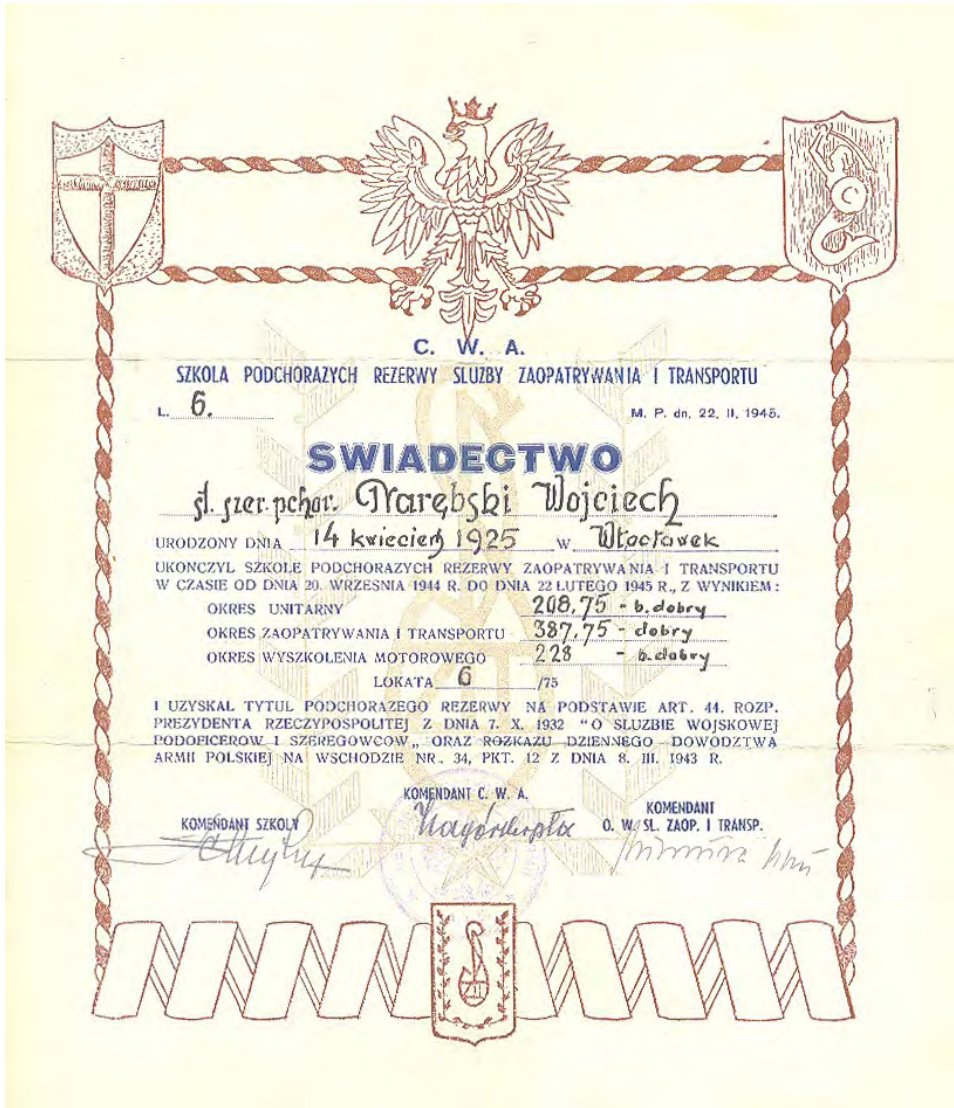 C. W. A.
SZKOLA PODCHORAZYCH REZERWY SLUZBY ZAOPATRYWANIA I TRANSPORTU
L. 6. M. P. dn. 22. II. 1945.
SWIADECTWO
st. szer. pchor. Narębski Wojciech
URODZONY DNIA 14 kwiecień 1925 W Włocławek
UKONCZYL SZKOLE PODCHORAZYCH REZERWY ZAOPATRYWANIA I TRANSPORTU
W CZASIE OD DNIA 20. WRZESNIA 1944 R. DO DNIA 22 LUTEGO 1945 R., Z WYNIKIEM:
OKRES UNITARNY 208,75 - b. dobry
OKRES ZAOPATRYWANIA I TRANSPORTU 387,75 - dobry
OKRES WYSZKOLENIA MOTOROWEGO 228 - b. dobry
LOKATA 6 /75
I UZYSKAL TYTUL PODCHORAZEGO REZERWY NA PODSTAWIE ART. 44. ROZP.
PREZYDENTA RZECZYPOSPOLITEJ Z DNIA 7. X. 1932 "O SLUZBIE WOJSKOWEJ
PODOFICEROW I SZEREGOWCOW„ ORAZ ROZKAZU DZIENNEGO DOWODZTWA
ARMII POLSKIEJ NA WSCHODZIE NR. 34, PKT. 12 Z DNIA 8. III. 1943 R.
KOMENDANT SZKOLY
KOMENDANT C. W. A.
KOMENDANT
O. W. SL. ZAOP. I TRANSP.